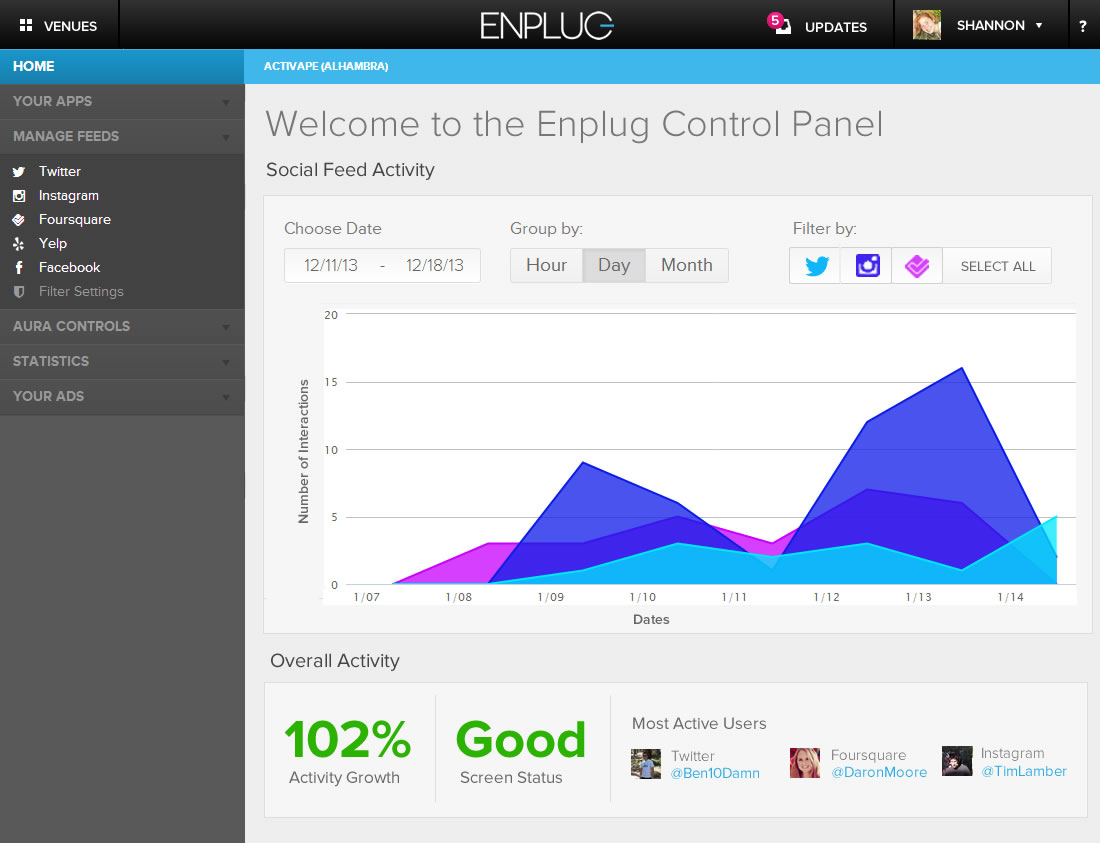 VENUES
ENPLUG
5
UPDATES
SHANNON
?
HOME
ACTIVAPE (ALHAMBRA)
YOUR APPS
MANAGE FEEDS
Twitter
Instagram
Foursquare
Yelp
Facebook
Filter Settings
AURA CONTROLS
STATISTICS
YOUR ADS
Welcome to the Enplug Control Panel
Social Feed Activity
Choose Date
Group by:
Filter by:
12/11/13 - 12/18/13
Hour
Day
Month
SELECT ALL
20
15
10
5
0
Number of Interactions
1/07
1/08
1/09
1/10
1/11
1/12
1/13
1/14
Dates
Overall Activity
102%
Activity Growth
Good
Screen Status
Most Active Users
Twitter
@Ben10Damn
Foursquare
@DaronMoore
Instagram
@TimLamber